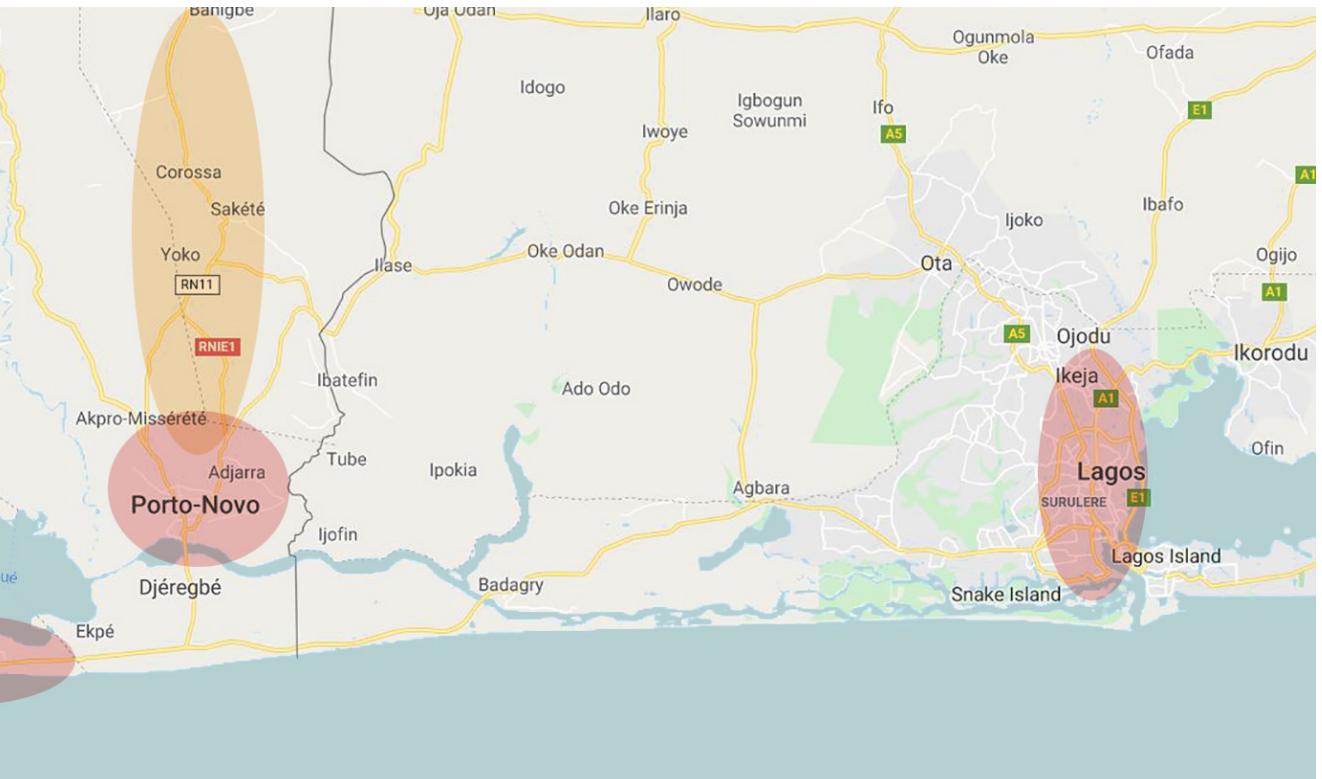 Banigbe
Oja Odan
Ilaro
Ogunmola
Oke
Ofada
Idogo
Igbogun
Sowunmi
Ifo
E1
Iwoye
A5
Corossa
A1
Sakété
Oke Erinja
Ijoko
Ibafo
Yoko
Ilase
Oke Odan
Ota
Ogijo
RN11
Owode
A1
RNIE1
A5
Ojodu
Ikorodu
Ibatefin
Ado Odo
Ikeja
A1
Akpro-Missérété
Tube
Ipokia
Ofin
Adjarra
Agbara
Lagos
Porto-Novo
SURULERE
E1
Ijofin
Lagos Island
ué
Djéregbé
Badagry
Snake Island
Ekpé